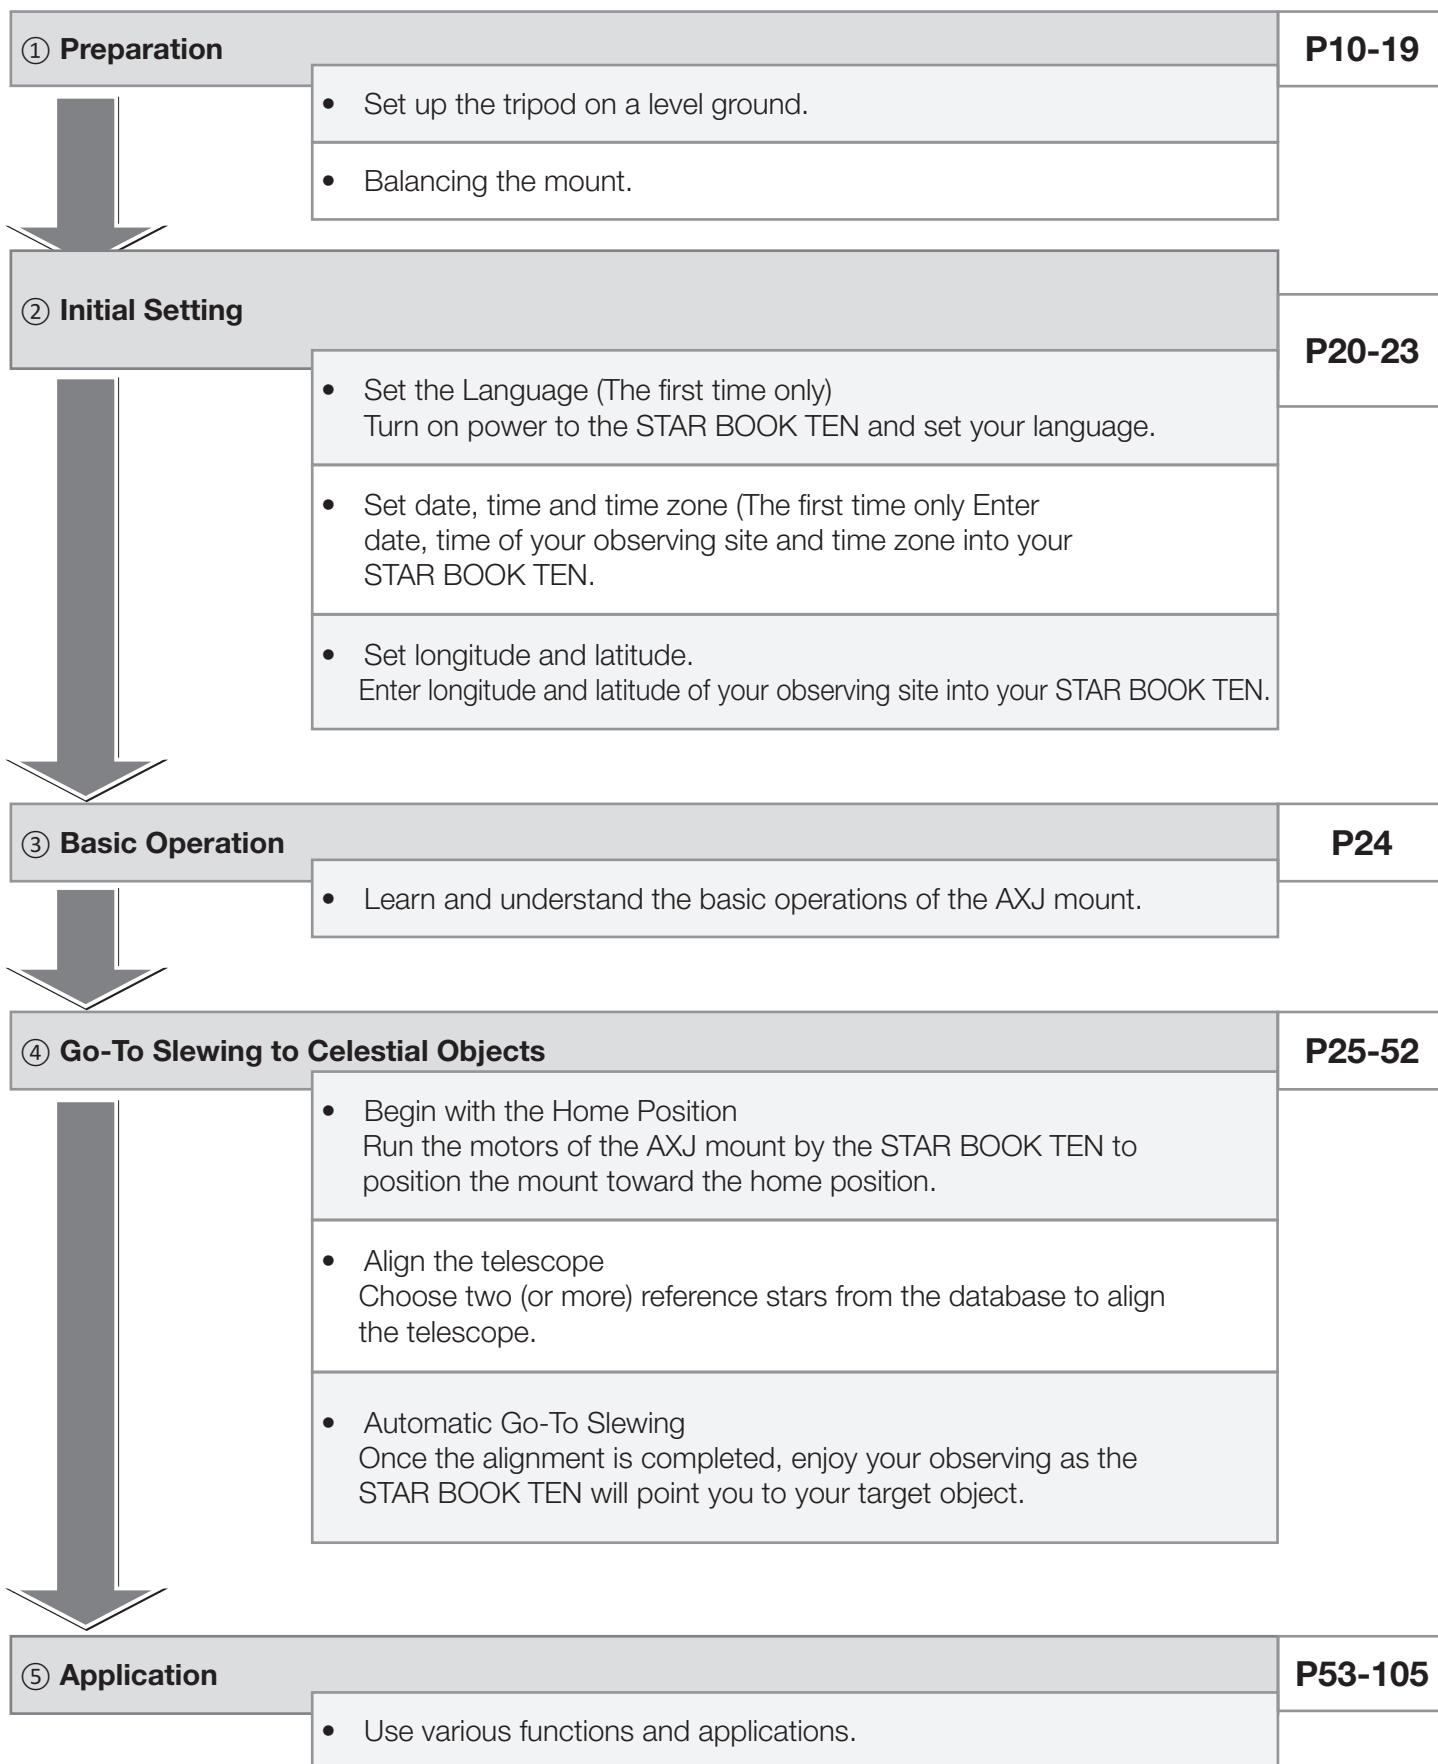 ① Preparation
P10-19
• Set up the tripod on a level ground.
• Balancing the mount.
② Initial Setting
P20-23
• Set the Language (The first time only)
Turn on power to the STAR BOOK TEN and set your language.
• Set date, time and time zone (The first time only Enter
date, time of your observing site and time zone into your
STAR BOOK TEN.
• Set longitude and latitude.
Enter longitude and latitude of your observing site into your STAR BOOK TEN.
③ Basic Operation
P24
• Learn and understand the basic operations of the AXJ mount.
④ Go-To Slewing to Celestial Objects
P25-52
• Begin with the Home Position
Run the motors of the AXJ mount by the STAR BOOK TEN to
position the mount toward the home position.
• Align the telescope
Choose two (or more) reference stars from the database to align
the telescope.
• Automatic Go-To Slewing
Once the alignment is completed, enjoy your observing as the
STAR BOOK TEN will point you to your target object.
⑤ Application
P53-105
• Use various functions and applications.